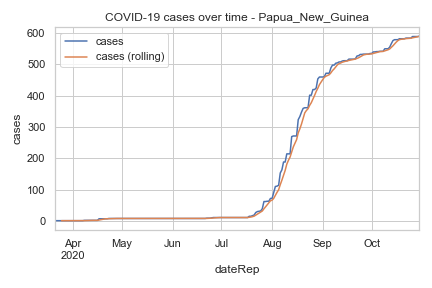 COVID-19 cases over time - Papua_New_Guinea
cases
cases (rolling)
600
500
400
300
200
100
0
cases
Apr May Jun Jul Aug Sep Oct
2020
dateRep